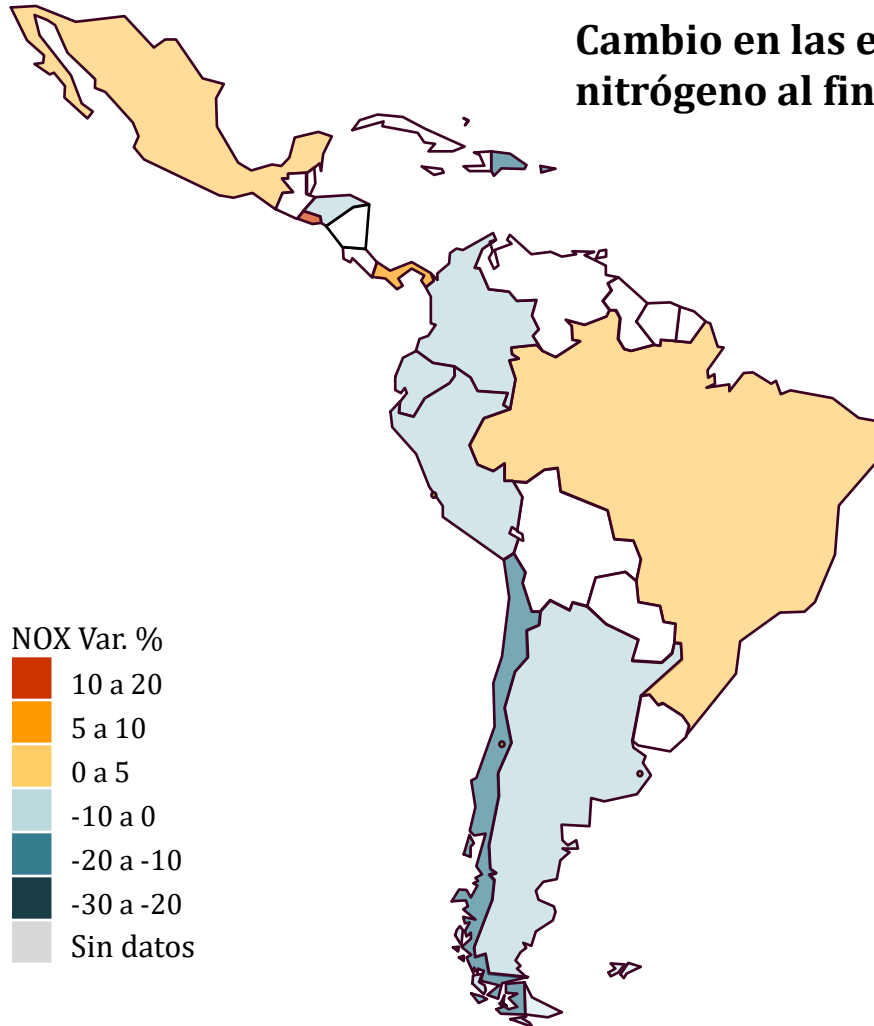 Cambio en las e
nitrógeno al fin
NOX Var. %
10 a 20
5 a 10
0 a 5
-10 a 0
-20 a -10
-30 a -20
Sin datos